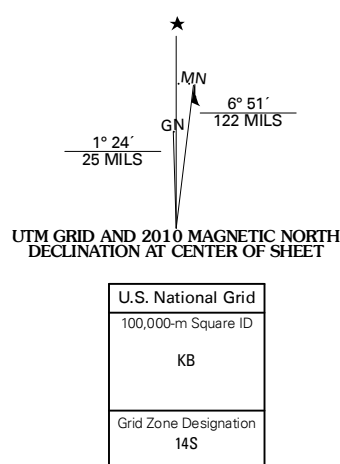 MN
6° 51´
122 MILS
GN
1° 24´
25 MILS
UTM GRID AND 2010 MAGNETIC NORTH
DECLINATION AT CENTER OF SHEET
U.S. National Grid
100,000-m Square ID
KB
Grid Zone Designation
14S